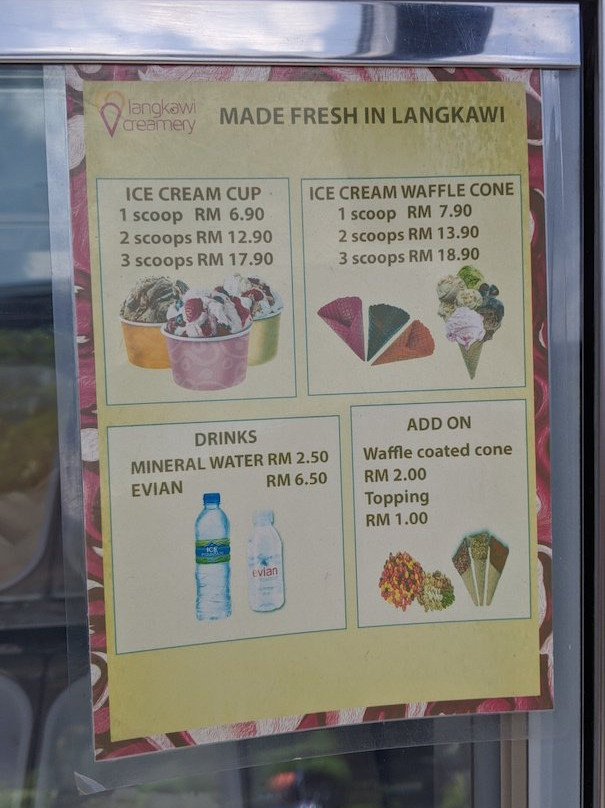 langkawi
creamery
MADE FRESH IN LANGKAWI
ICE CREAM CUP
1 scoop RM 6.90
2 scoops RM 12.90
3 scoops RM 17.90
ICE CREAM WAFFLE CONE
1 scoop RM 7.90
2 scoops RM 13.90
3 scoops RM 18.90
DRINKS
MINERAL WATER RM 2.50
EVIAN RM 6.50
ICE
evian
ADD ON
Waffle coated cone
RM 2.00
Topping
RM 1.00